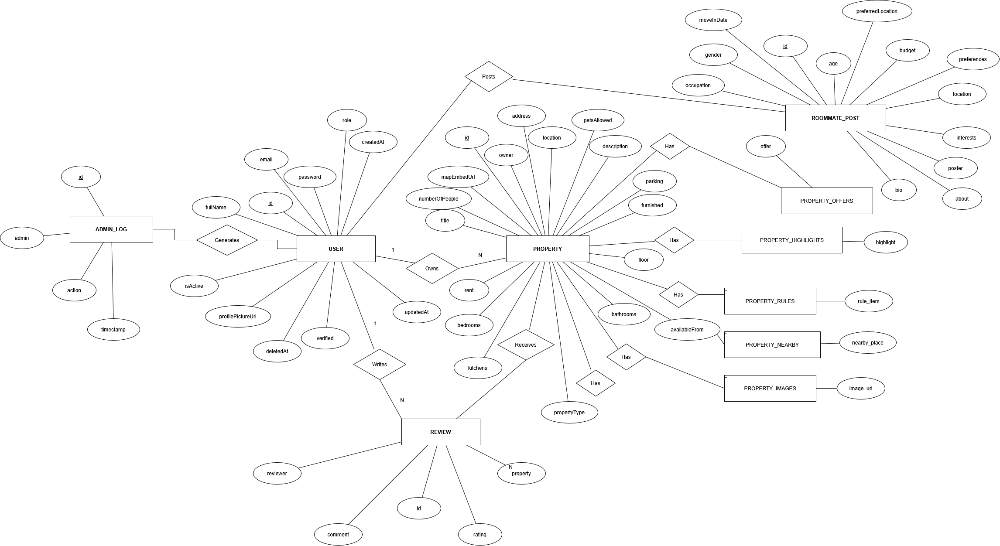 preferredLocation
moveInDate
id
budget
gender
age
preferences
Posts
occupation
location
role
address
petsAllowed
ROOMMATE_POST
createdAt
id
location
description
Has
offer
interests
email
owner
poster
id
password
mapEmbedUrl
parking
bio
about
fullName
id
numberOfPeople
furnished
PROPERTY_OFFERS
title
ADMIN_LOG
admin
Generates
USER
1
N
PROPERTY
Has
PROPERTY_HIGHLIGHTS
highlight
Owns
floor
isActive
rent
Has
PROPERTY_RULES
rule_item
action
profilePictureUrl
updatedAt
bathrooms
1
bedrooms
timestamp
verified
availableFrom
PROPERTY_NEARBY
nearby_place
deletedAt
Receives
Writes
kitchens
Has
Has
PROPERTY_IMAGES
image_url
N
propertyType
REVIEW
reviewer
N
property
id
comment
rating